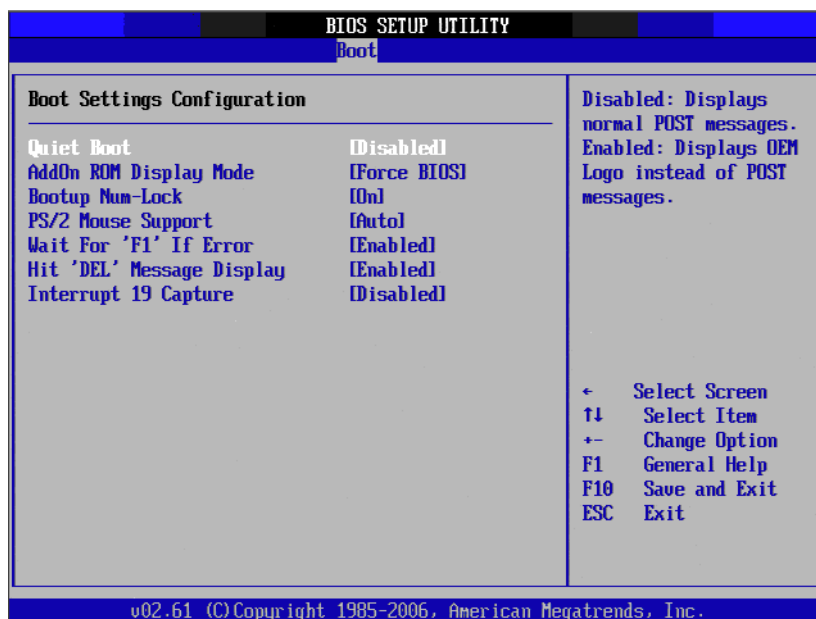 BIOS SETUP UTILITY
Boot
Boot Settings Configuration
Quiet Boot [Disabled]
AddOn ROM Display Mode [Force BIOS]
Bootup Num-Lock [On]
PS/2 Mouse Support [Auto]
Wait For 'F1' If Error [Enabled]
Hit 'DEL' Message Display [Enabled]
Interrupt 19 Capture [Disabled]
Disabled: Displays
normal POST messages.
Enabled: Displays OEM
Logo instead of POST
messages.
← Select Screen
↑↓ Select Item
+- Change Option
F1 General Help
F10 Save and Exit
ESC Exit
v02.61 (C)Copyright 1985-2006, American Megatrends, Inc.